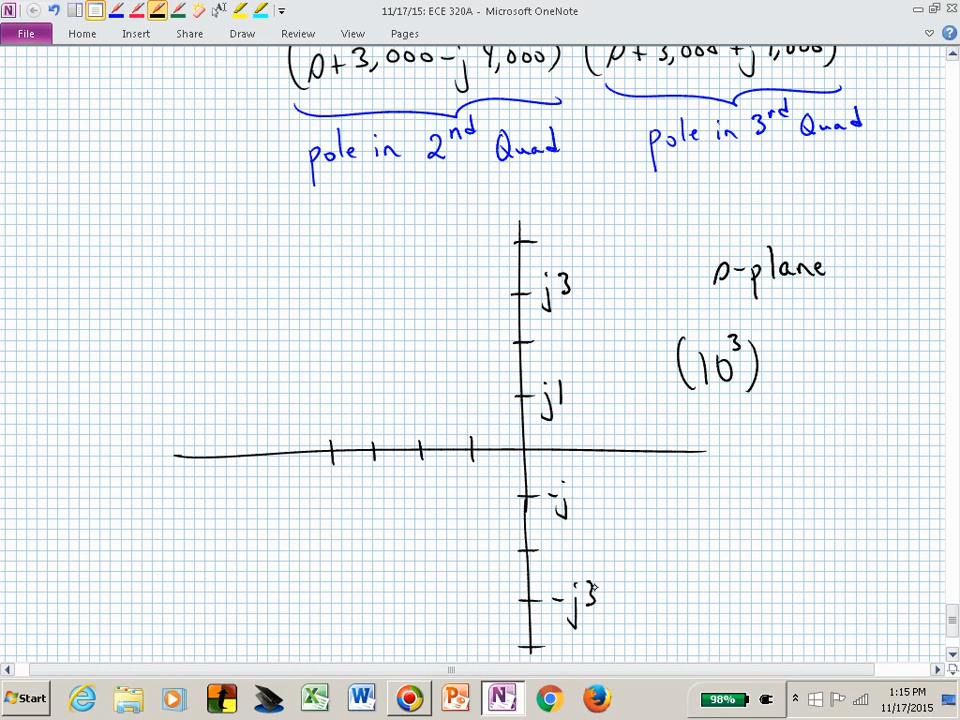 11/17/15: ECE 320A - Microsoft OneNote
File Home Insert Share Draw Review View Pages
(s+3,000-j4,000) (s+3,000+j4,000)
pole in 2nd Quad pole in 3rd Quad
s-plane
j3
(10³)
j1
-j
-j3
Start
98%
1:15 PM
11/17/2015